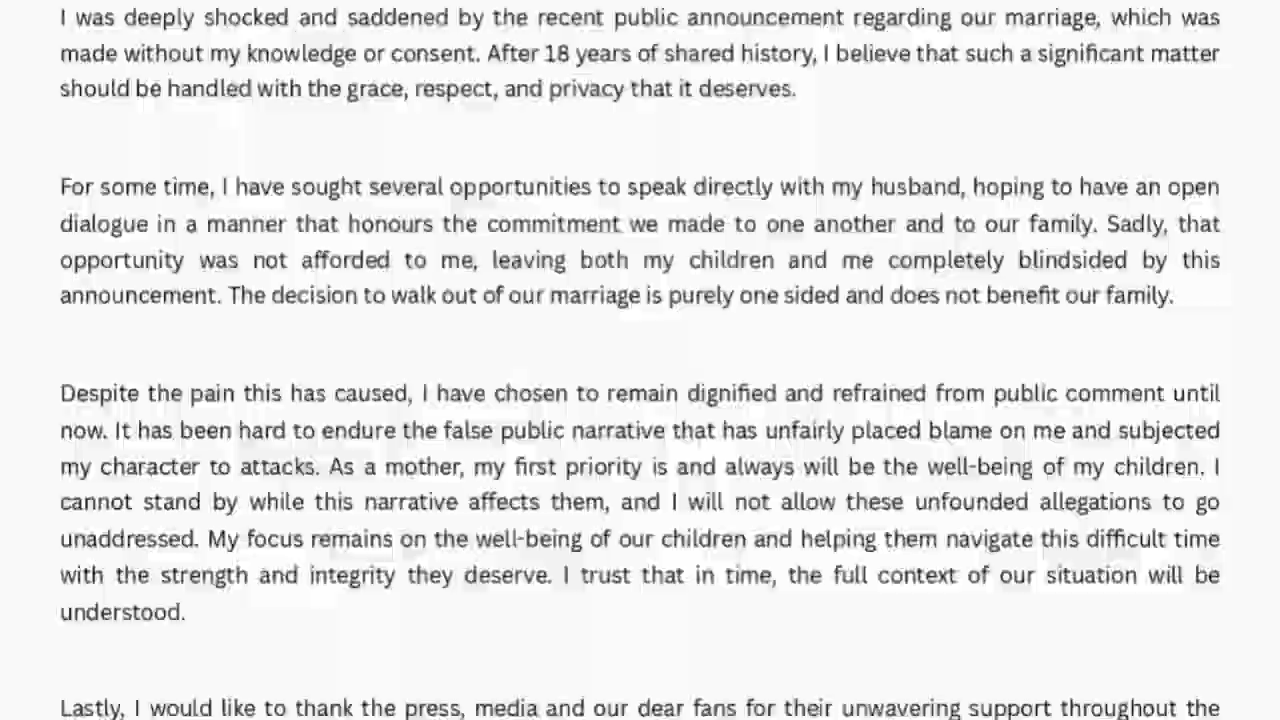 I was deeply shocked and saddened by the recent public announcement regarding our marriage, which was
made without my knowledge or consent. After 18 years of shared history, I believe that such a significant matter
should be handled with the grace, respect, and privacy that it deserves.
For some time, I have sought several opportunities to speak directly with my husband, hoping to have an open
dialogue in a manner that honours the commitment we made to one another and to our family. Sadly, that
opportunity was not afforded to me, leaving both my children and me completely blindsided by this
announcement. The decision to walk out of our marriage is purely one sided and does not benefit our family.
Despite the pain this has caused, I have chosen to remain dignified and refrained from public comment until
now. It has been hard to endure the false public narrative that has unfairly placed blame on me and subjected
my character to attacks. As a mother, my first priority is and always will be the well-being of my children. I
cannot stand by while this narrative affects them, and I will not allow these unfounded allegations to go
unaddressed. My focus remains on the well-being of our children and helping them navigate this difficult time
with the strength and integrity they deserve. I trust that in time, the full context of our situation will be
understood.
Lastly, I would like to thank the press, media and our dear fans for their unwavering support throughout the